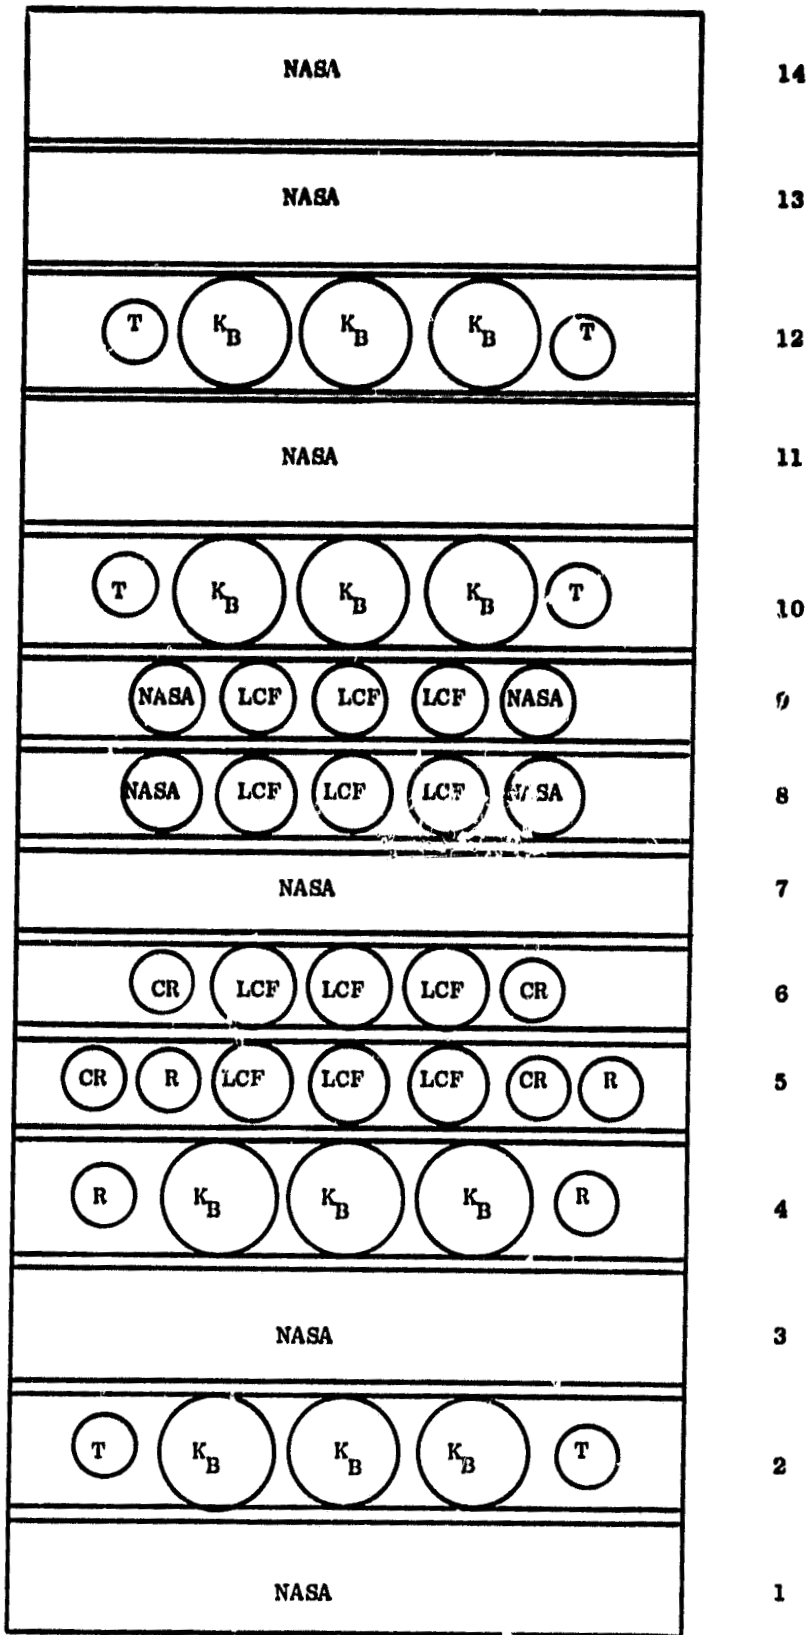 NASA 14
NASA 13
T K_B K_B K_B T 12
NASA 11
T K_B K_B K_B T 10
NASA LCF LCF LCF NASA 9
NASA LCF LCF LCF NASA 8
NASA 7
CR LCF LCF LCF CR 6
CR R LCF LCF LCF CR R 5
R K_B K_B K_B R 4
NASA 3
T K_B K_B K_B T 2
NASA 1